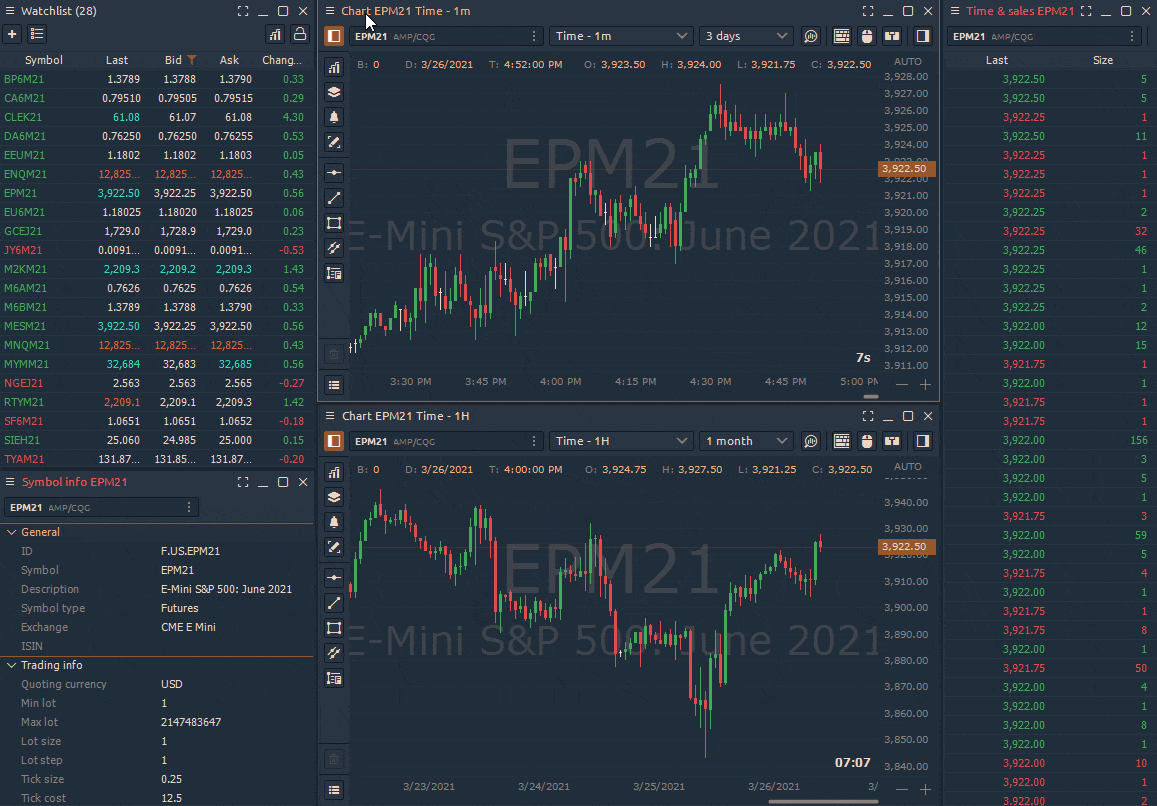 Watchlist (28)
Symbol Last Bid Ask Chang...
BP6M21 1.3789 1.3788 1.3790 0.33
CA6M21 0.79510 0.79505 0.79515 0.29
CLEK21 61.08 61.07 61.08 4.30
DA6M21 0.76250 0.76250 0.76255 0.53
EEUM21 1.1802 1.1802 1.1803 0.05
ENQM21 12,825... 12,825... 12,825... 0.43
EPM21 3,922.50 3,922.25 3,922.50 0.56
EU6M21 1.18025 1.18020 1.18025 0.06
GCEJ21 1,729.0 1,728.9 1,729.0 0.23
JY6M21 0.0091... 0.0091... 0.0091... -0.53
M2KM21 2,209.3 2,209.2 2,209.3 1.43
M6AM21 0.7626 0.7625 0.7626 0.54
M6BM21 1.3789 1.3788 1.3790 0.33
MESM21 3,922.50 3,922.25 3,922.50 0.56
MNQM21 12,825... 12,825... 12,825... 0.43
MYMM21 32,684 32,683 32,685 0.56
NGEJ21 2.563 2.563 2.565 -0.27
RTYM21 2,209.1 2,209.1 2,209.3 1.42
SF6M21 1.0651 1.0651 1.0652 -0.18
SIEH21 25.060 24.985 25.000 0.15
TYAM21 131.87... 131.85... 131.87... -0.20
Symbol info EPM21
EPM21 AMP/CQG
General
ID F.US.EPM21
Symbol EPM21
Description E-Mini S&P 500: June 2021
Symbol type Futures
Exchange CME E Mini
ISIN
Trading info
Quoting currency USD
Min lot 1
Max lot 2147483647
Lot size 1
Lot step 1
Tick size 0.25
Tick cost 12.5
Chart EPM21 Time - 1m
EPM21 AMP/CQG Time - 1m 3 days
B: 0 D: 3/26/2021 T: 4:52:00 PM O: 3,923.50 H: 3,924.00 L: 3,921.75 C: 3,922.50
AUTO
EPM21
E-Mini S&P 500: June 2021
3,928.00
3,927.00
3,926.00
3,925.00
3,924.00
3,922.50
3,922.00
3,921.00
3,920.00
3,919.00
3,918.00
3,917.00
3,916.00
3,915.00
3,914.00
3,913.00
3,912.00
3,911.00
7s
3:30 PM 3:45 PM 4:00 PM 4:15 PM 4:30 PM 4:45 PM 5:00 PM
Chart EPM21 Time - 1H
EPM21 AMP/CQG Time - 1H 1 month
B: 0 D: 3/26/2021 T: 4:00:00 PM O: 3,924.75 H: 3,927.50 L: 3,921.25 C: 3,922.50
AUTO
EPM21
E-Mini S&P 500: June 2021
3,940.00
3,930.00
3,922.50
3,910.00
3,900.00
3,890.00
3,880.00
3,870.00
3,860.00
3,850.00
3,840.00
07:07
3/23/2021 3/24/2021 3/25/2021 3/26/2021 3/
Time & sales EPM21
EPM21 AMP/CQG
Last Size
3,922.50 5
3,922.50 5
3,922.25 1
3,922.50 11
3,922.25 1
3,922.25 1
3,922.25 1
3,922.25 2
3,922.25 32
3,922.25 46
3,922.25 1
3,922.25 1
3,922.25 2
3,922.00 12
3,922.00 15
3,921.75 1
3,922.00 1
3,921.75 1
3,921.75 1
3,922.00 156
3,922.00 3
3,922.00 5
3,922.00 1
3,921.75 3
3,922.00 59
3,922.00 5
3,921.75 4
3,922.00 1
3,921.75 1
3,921.75 8
3,922.00 1
3,921.75 50
3,922.00 4
3,922.00 1
3,922.00 8
3,922.00 1
3,922.00 10
3,922.00 1
3,922.00 2